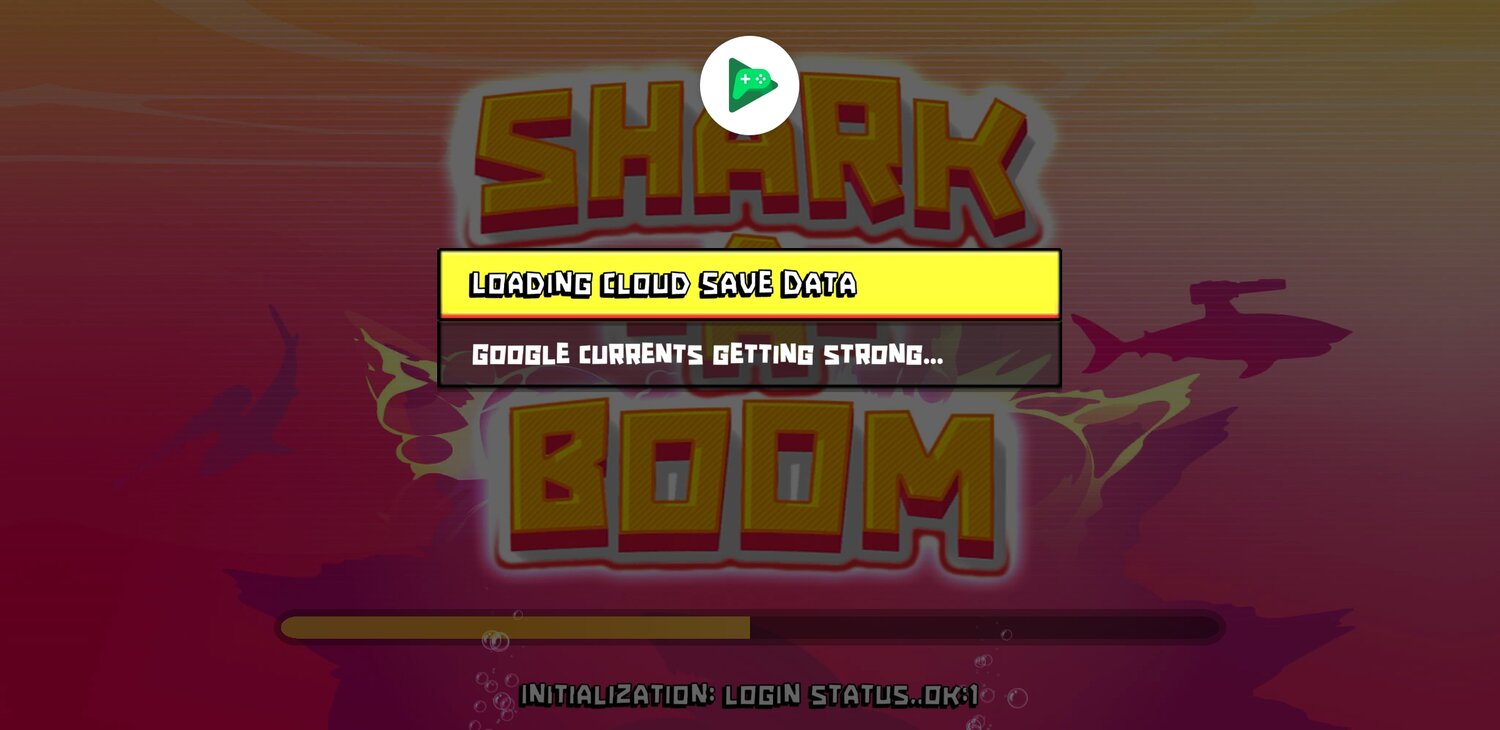 SHARK
A
BOOM
LOADING CLOUD SAVE DATA
GOOGLE CURRENTS GETTING STRONG...
INITIALIZATION: LOGIN STATUS..OK:1